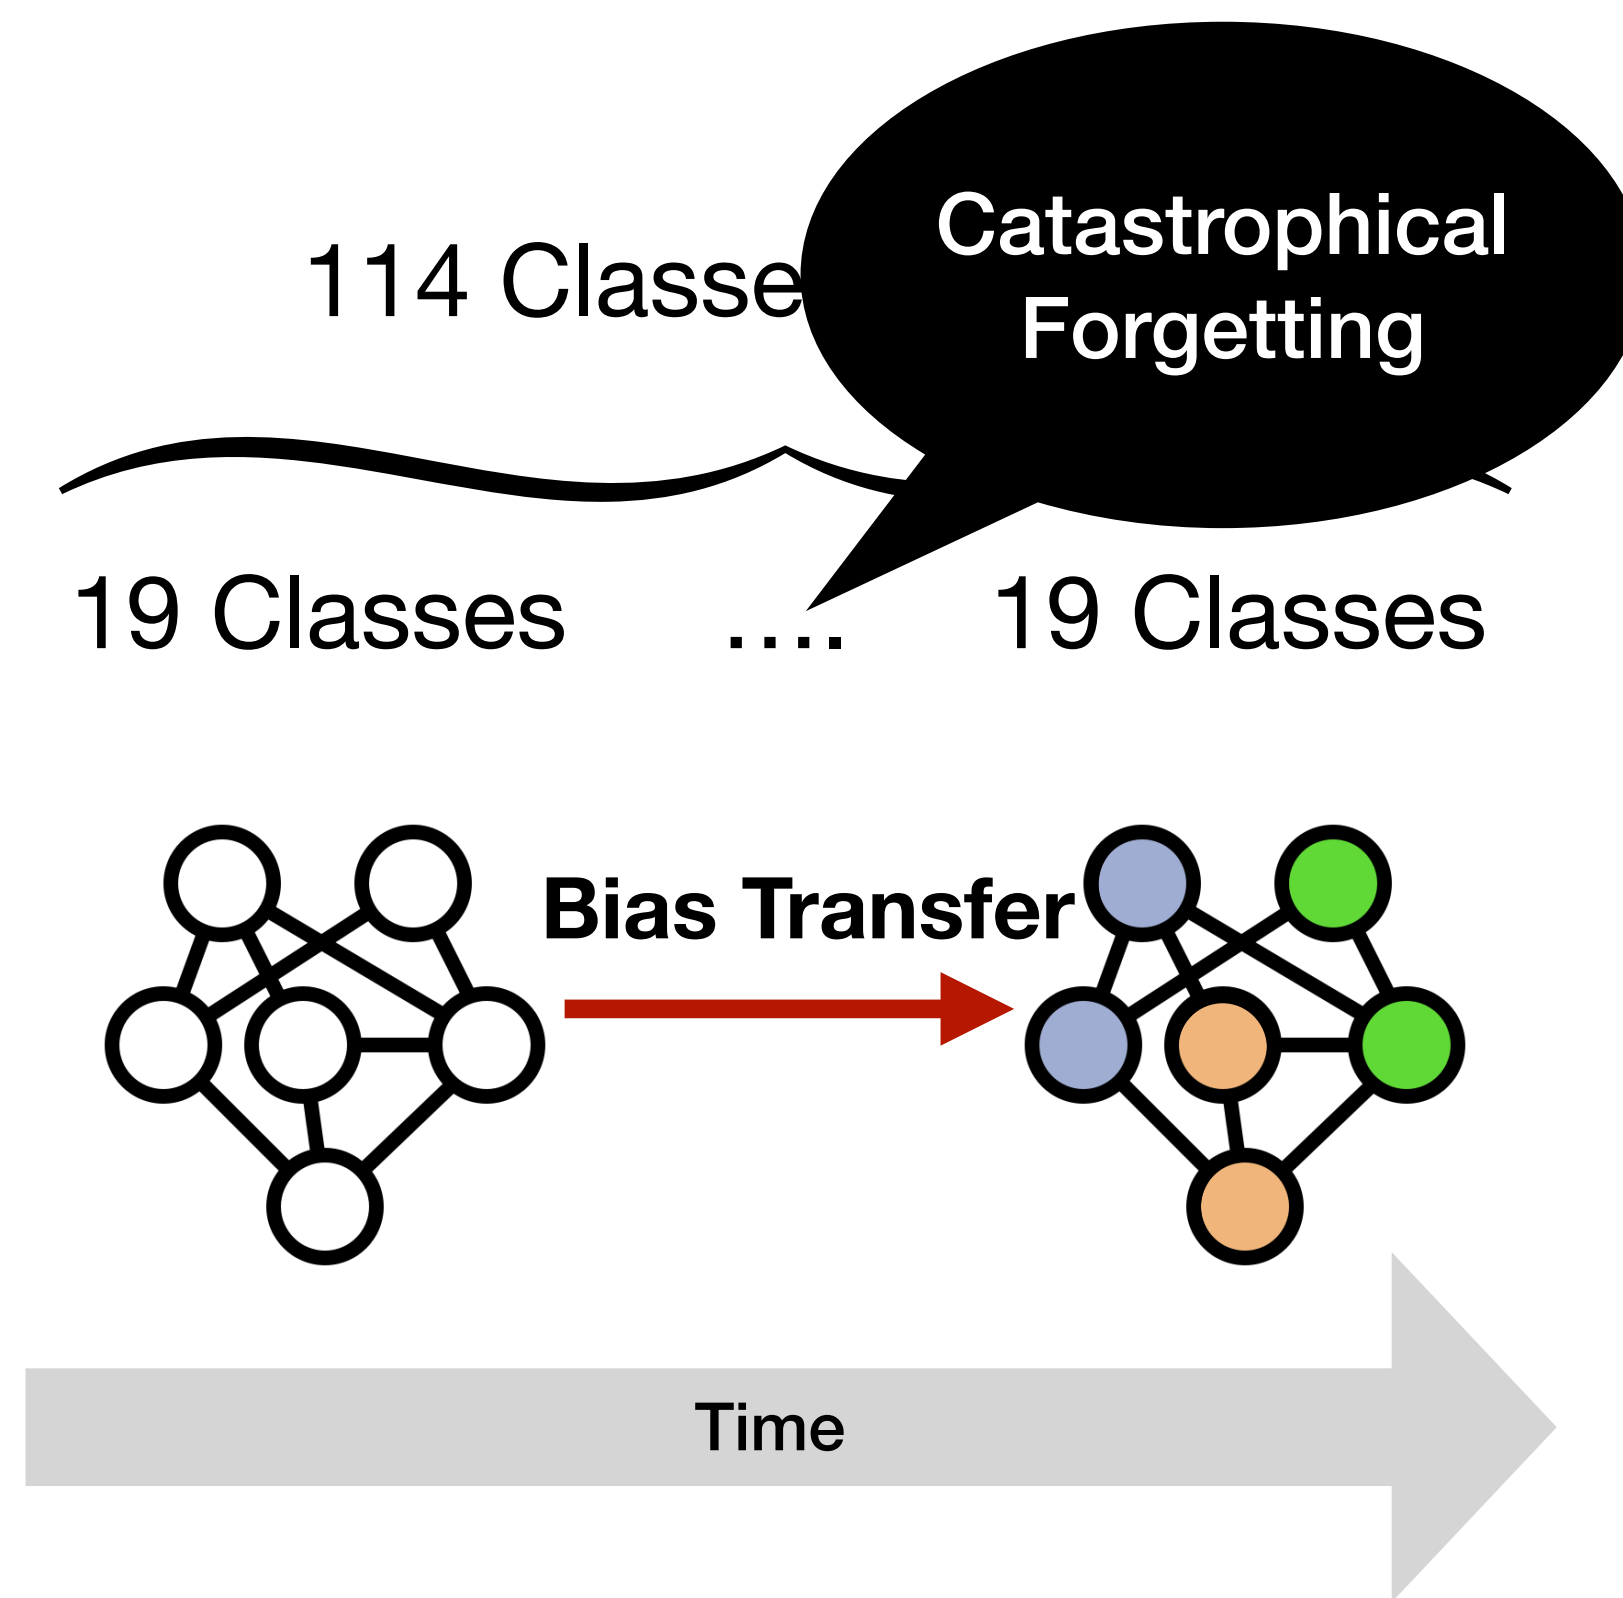 Catastrophical
Forgetting
114 Classe
19 Classes .... 19 Classes
Bias Transfer
Time